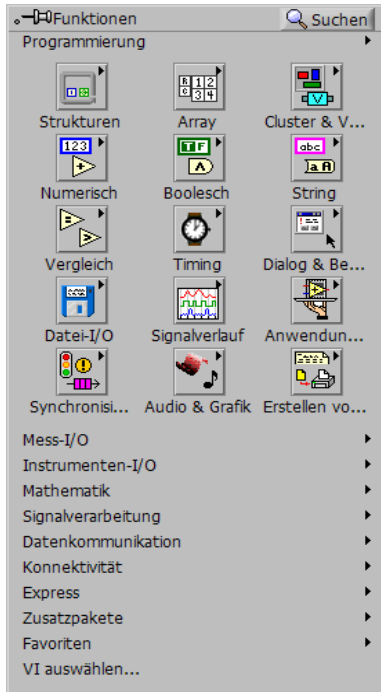 Funktionen Suchen
Programmierung
Strukturen Array Cluster & V...
Numerisch Boolesch String
Vergleich Timing Dialog & Be...
Datei-I/O Signalverlauf Anwendun...
Synchronisi... Audio & Grafik Erstellen vo...
Mess-I/O
Instrumenten-I/O
Mathematik
Signalverarbeitung
Datenkommunikation
Konnektivität
Express
Zusatzpakete
Favoriten
VI auswählen...